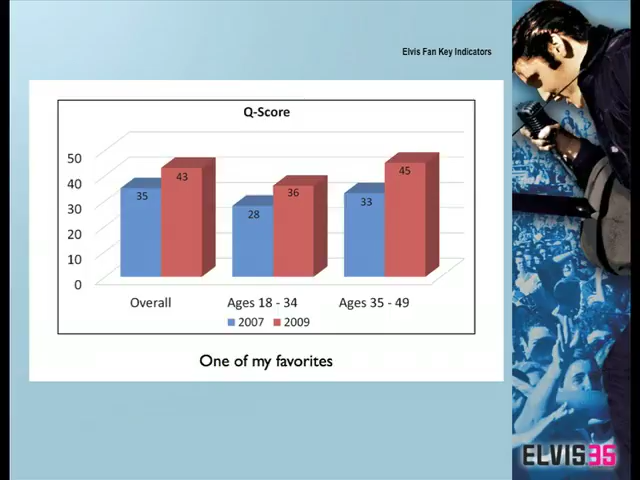 Elvis Fan Key Indicators
Q-Score
50
40
30
20
10
0
35
43
28
36
33
45
Overall
Ages 18 - 34
Ages 35 - 49
2007
2009
One of my favorites
ELVIS35